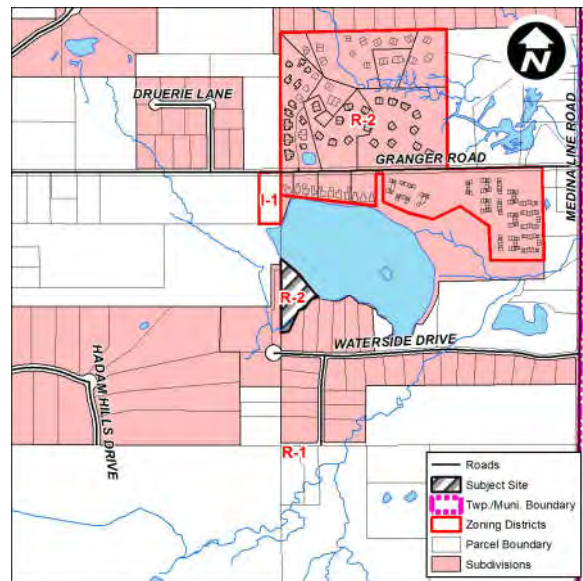 N
DRUERIE LANE
R-2
GRANGER ROAD
MEDINA LINE ROAD
I-1
R-2
WATERSIDE DRIVE
HADAM HILLS DRIVE
R-1
Roads
Subject Site
Twp./Muni. Boundary
Zoning Districts
Parcel Boundary
Subdivisions